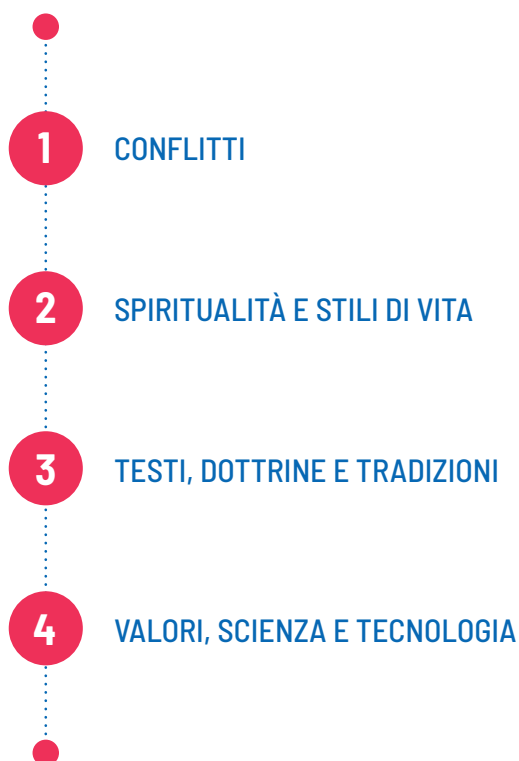 1 CONFLITTI
2 SPIRITUALITÀ E STILI DI VITA
3 TESTI, DOTTRINE E TRADIZIONI
4 VALORI, SCIENZA E TECNOLOGIA